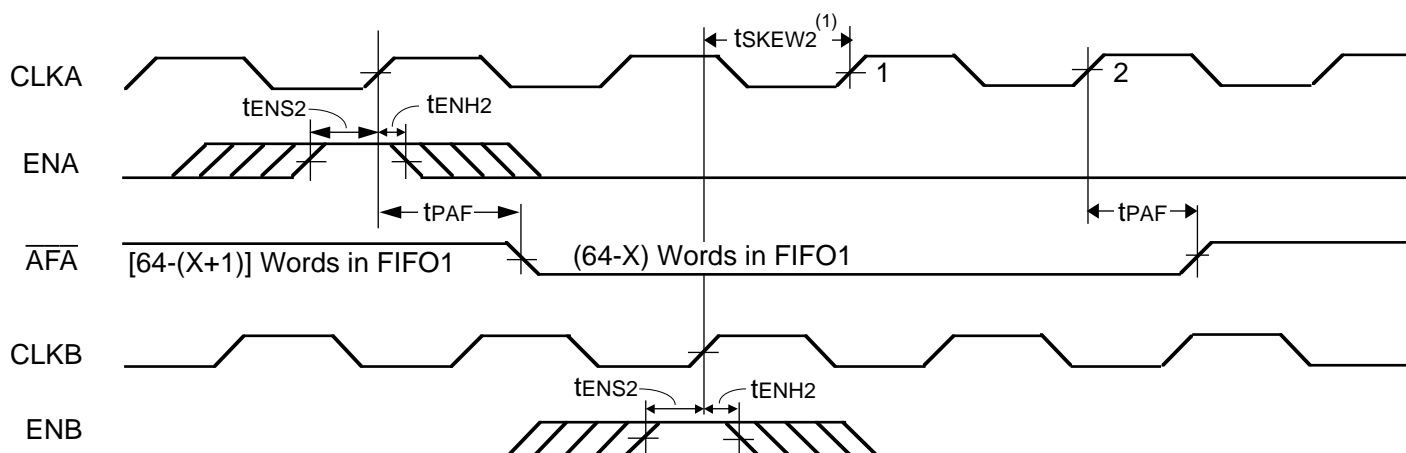 tSKEW2(1)
CLKA 1 2
tENS2 tENH2
ENA
tPAF tPAF
AFA [64-(X+1)] Words in FIFO1 (64-X) Words in FIFO1
CLKB
tENS2 tENH2
ENB